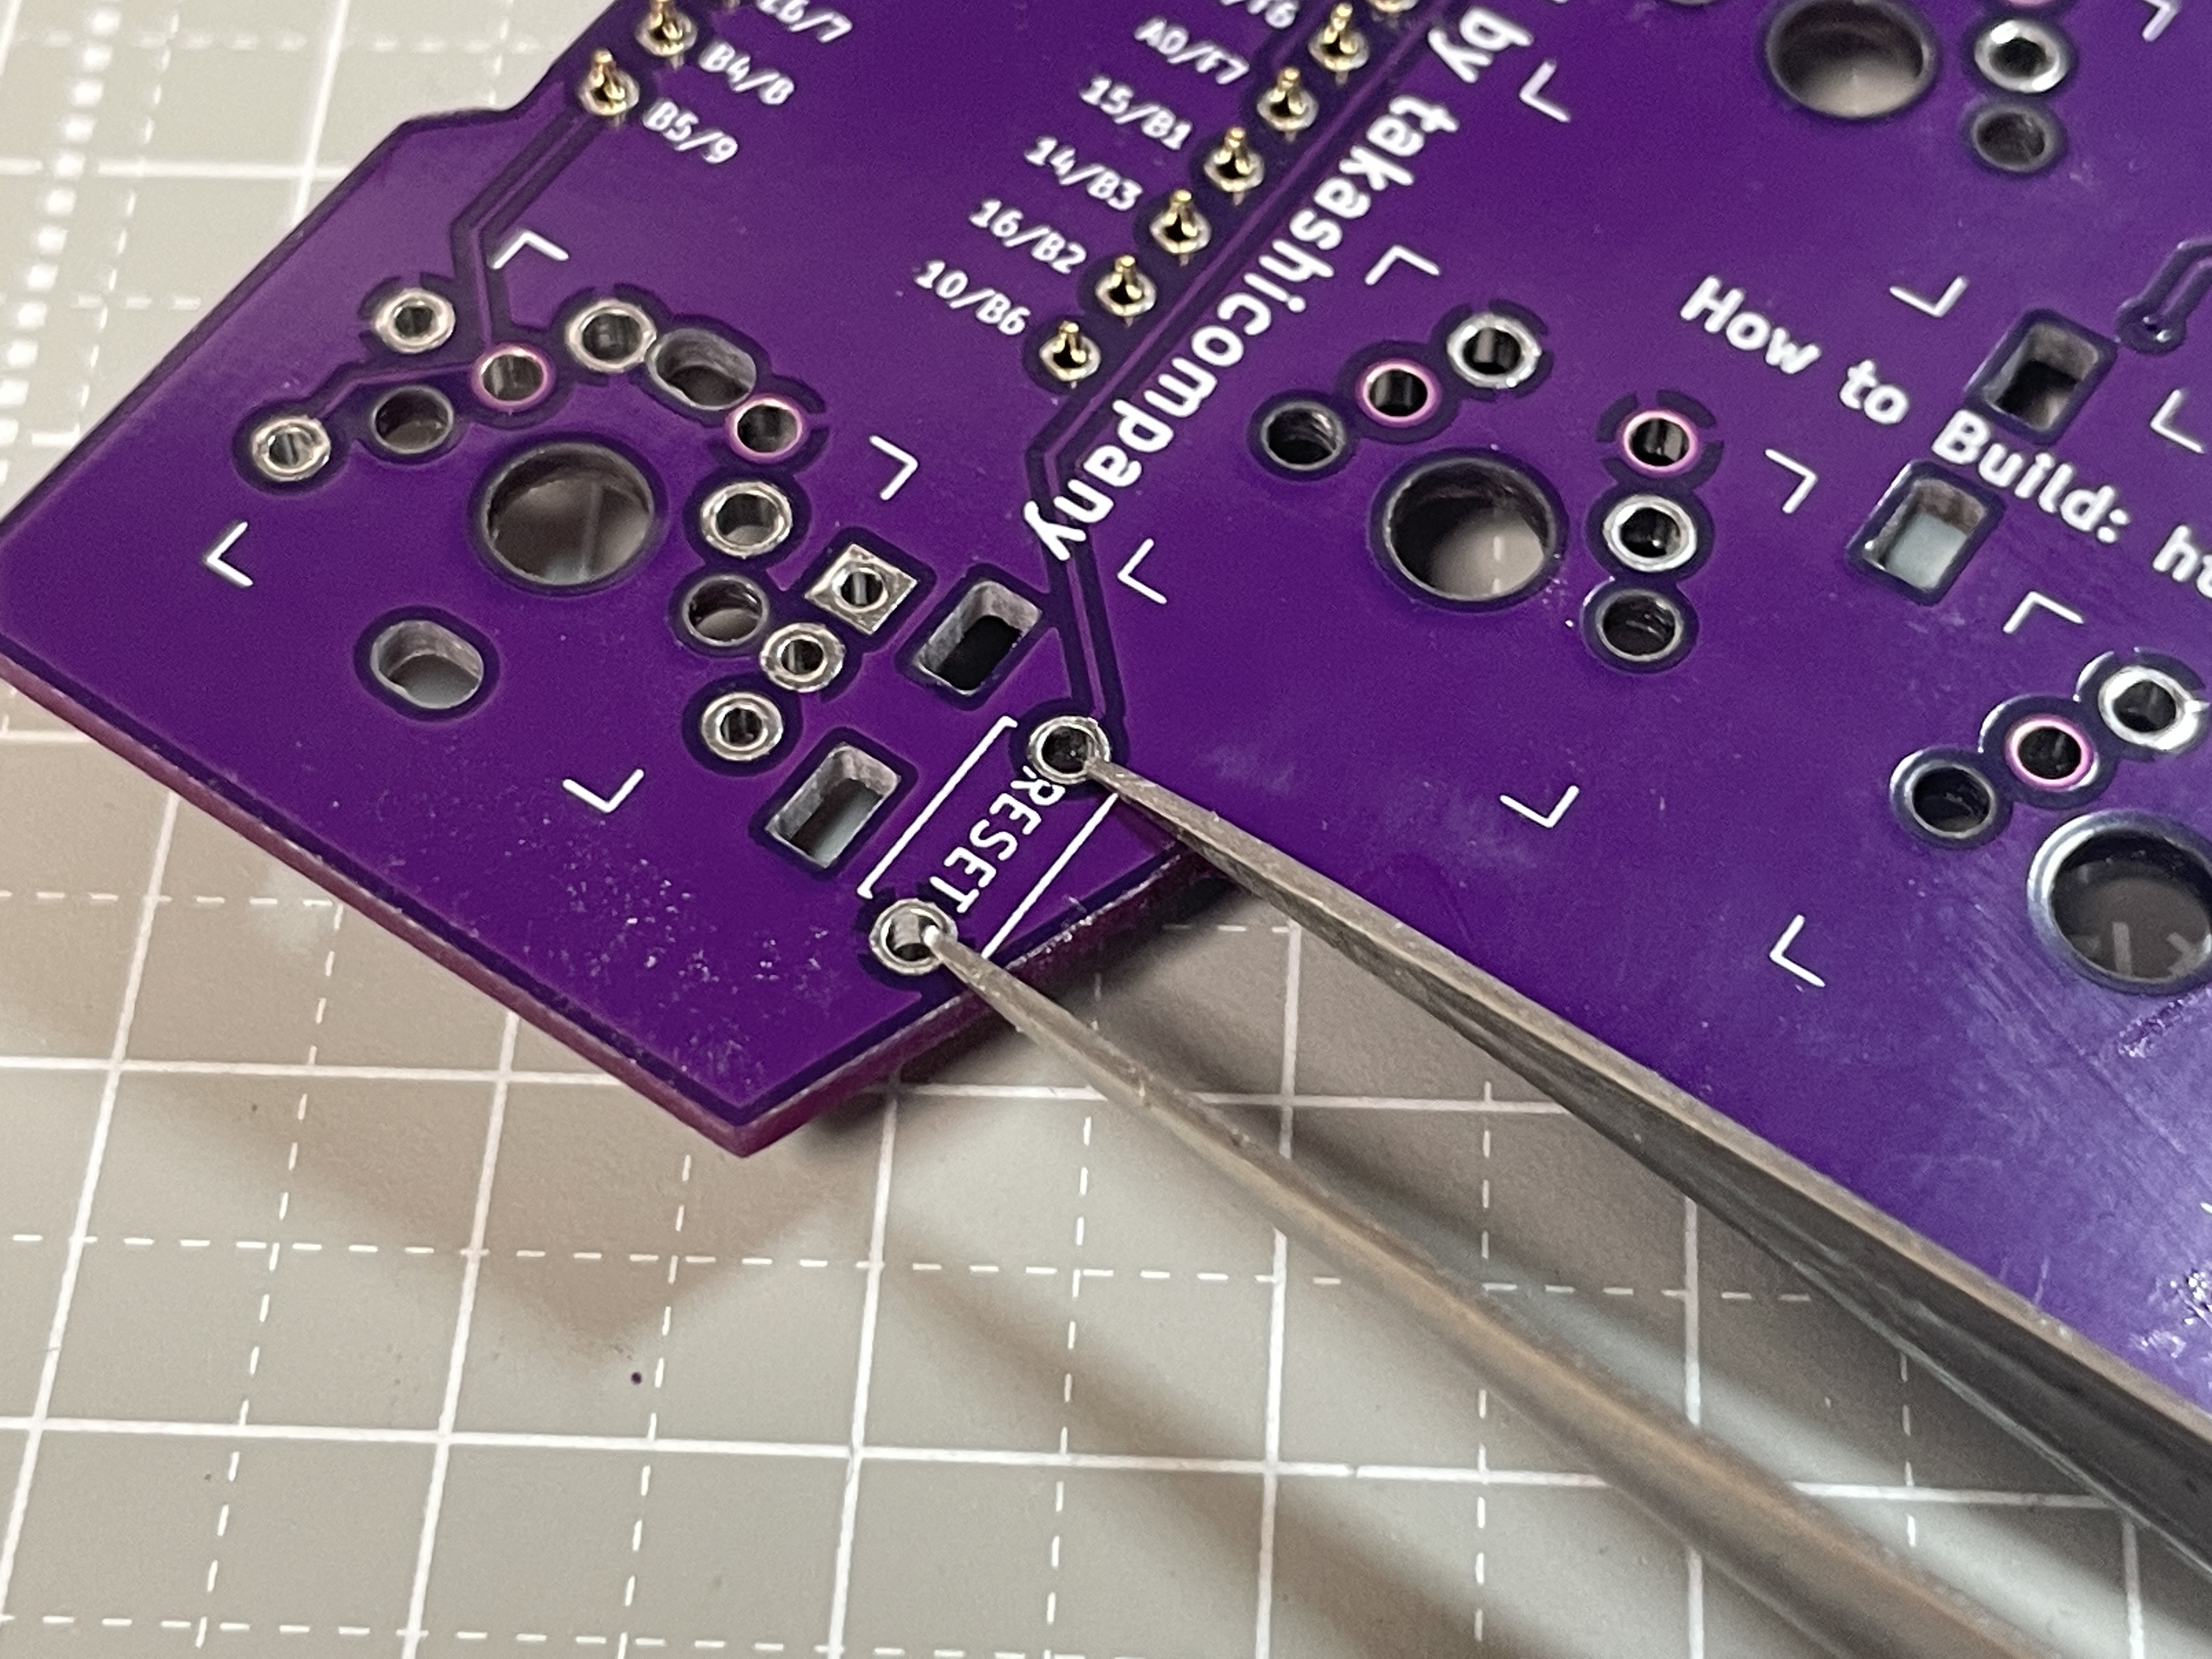 B4/8
B5/9
A0/F7
15/B1
14/B3
16/B2
10/B6
by takashicompany
How to Build:
RESET